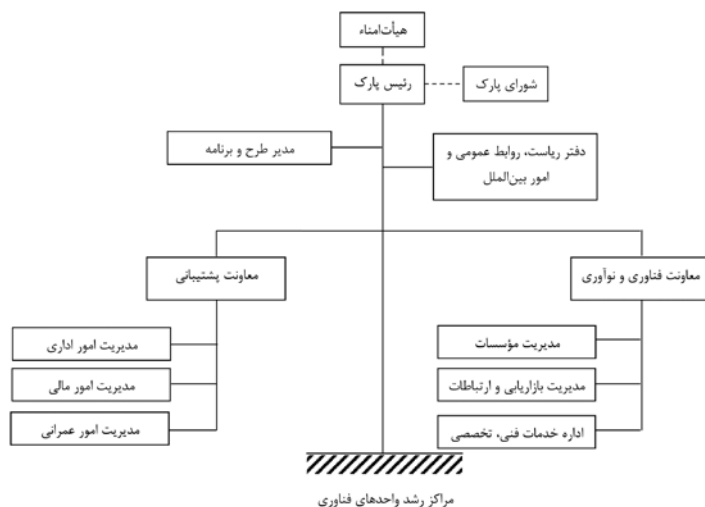 هیأت‌امناء
رئیس پارک
شورای پارک
دفتر ریاست، روابط عمومی و
امور بین‌الملل
مدیر طرح و برنامه
معاونت فناوری و نوآوری
معاونت پشتیبانی
مدیریت مؤسسات
مدیریت امور اداری
مدیریت بازاریابی و ارتباطات
مدیریت امور مالی
اداره خدمات فنی، تخصصی
مدیریت امور عمرانی
مراکز رشد واحدهای فناوری